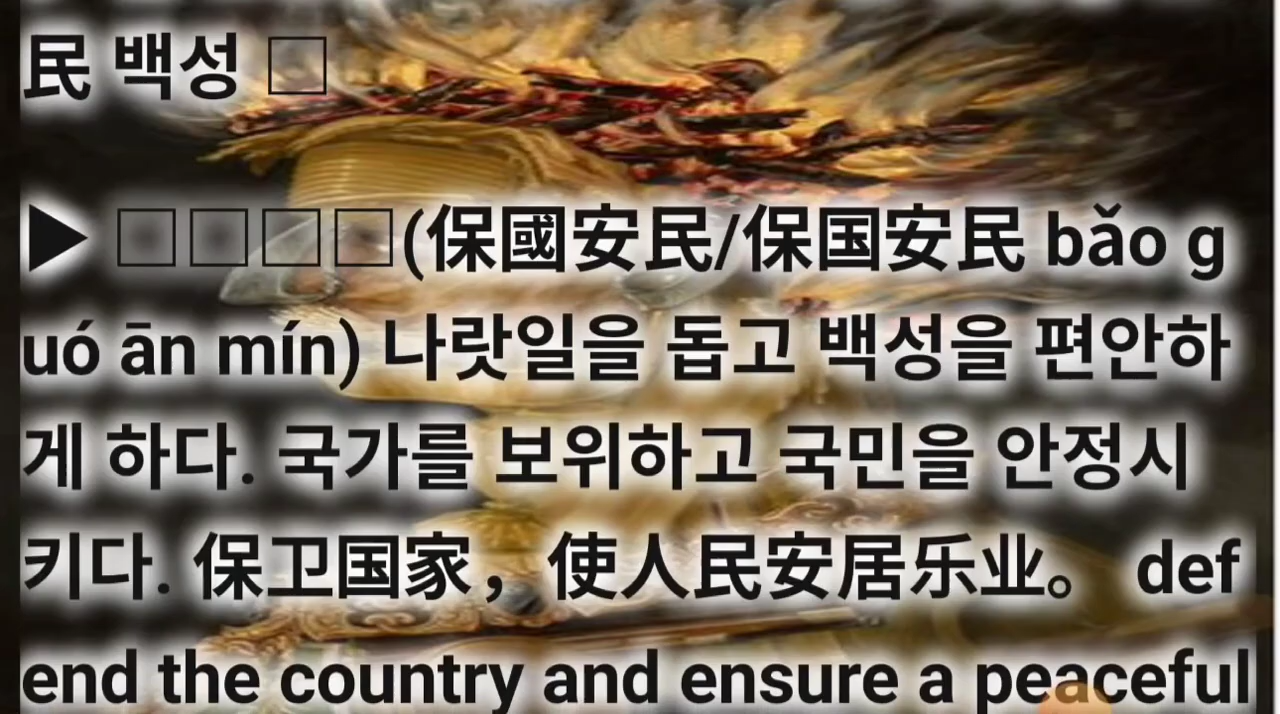 民 백성 □
▶ □□□□(保國安民/保国安民 bǎo g
uó ān mín) 나랏일을 돕고 백성을 편안하
게 하다. 국가를 보위하고 국민을 안정시
키다. 保卫国家，使人民安居乐业。 def
end the country and ensure a peaceful